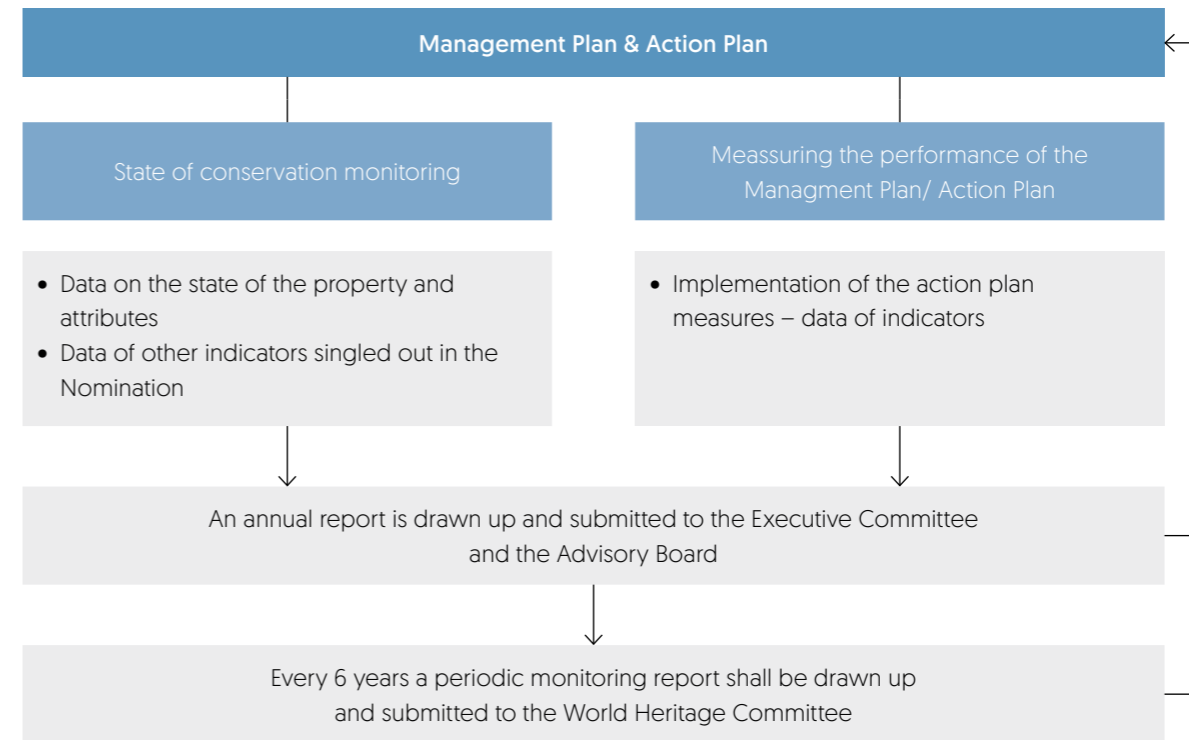 Management Plan & Action Plan
State of conservation monitoring
Meassuring the performance of the
Managment Plan/ Action Plan
• Data on the state of the property and
attributes
• Data of other indicators singled out in the
Nomination
• Implementation of the action plan
measures – data of indicators
An annual report is drawn up and submitted to the Executive Committee
and the Advisory Board
Every 6 years a periodic monitoring report shall be drawn up
and submitted to the World Heritage Committee